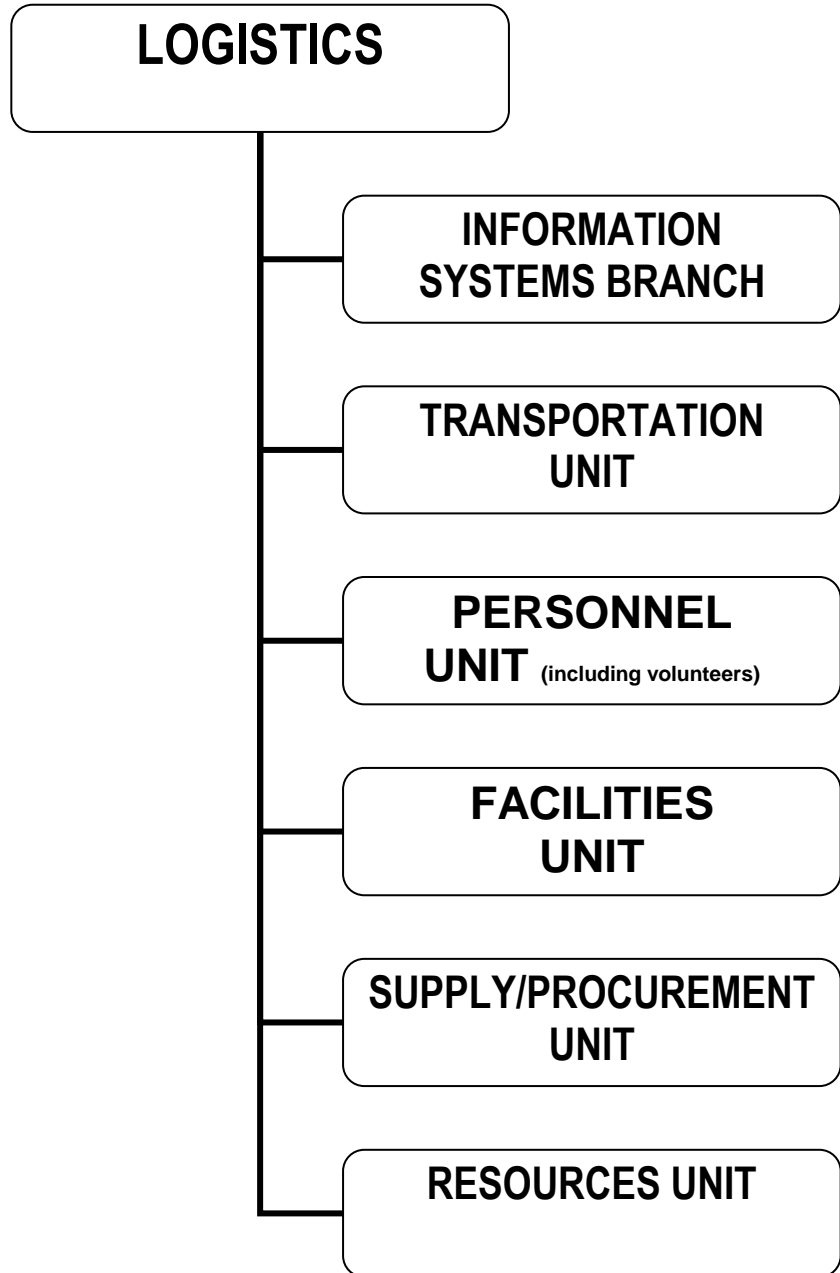 LOGISTICS
INFORMATION
SYSTEMS BRANCH
TRANSPORTATION
UNIT
PERSONNEL
UNIT (including volunteers)
FACILITIES
UNIT
SUPPLY/PROCUREMENT
UNIT
RESOURCES UNIT